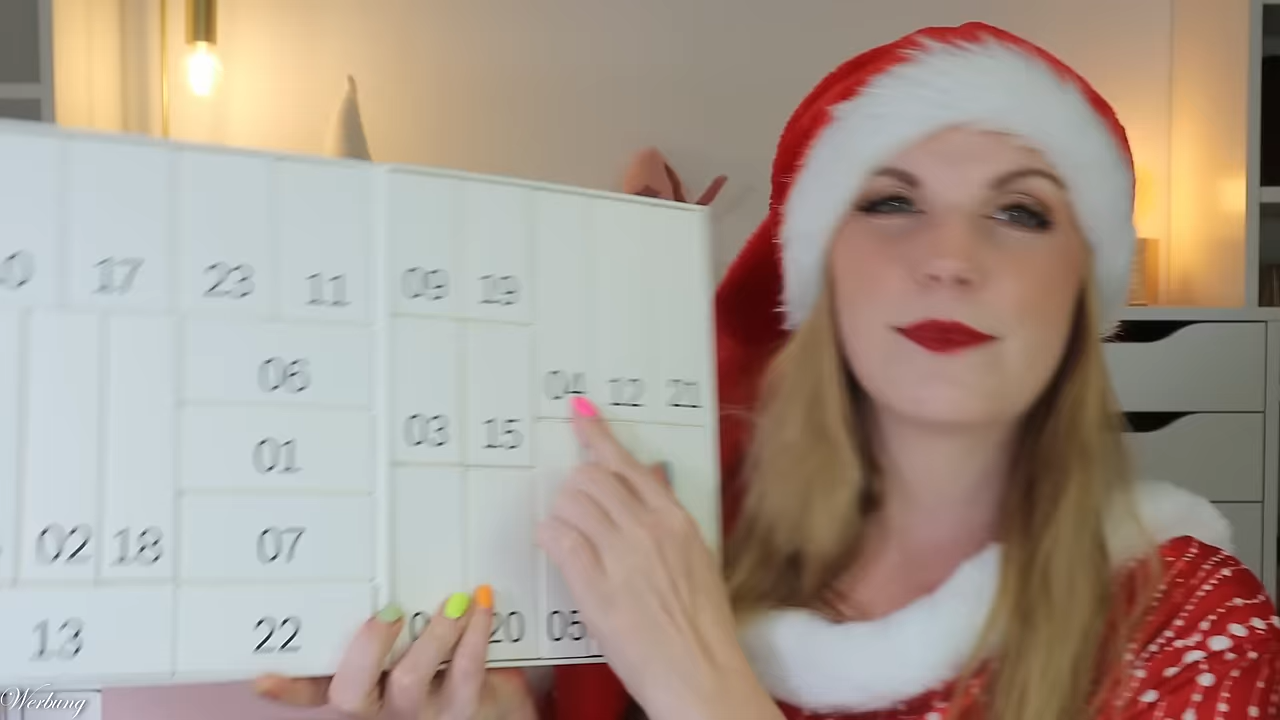 17 23 11 09 19
06 04 12 21
01 03 15
02 18 07
13 22 20 05
Werbung